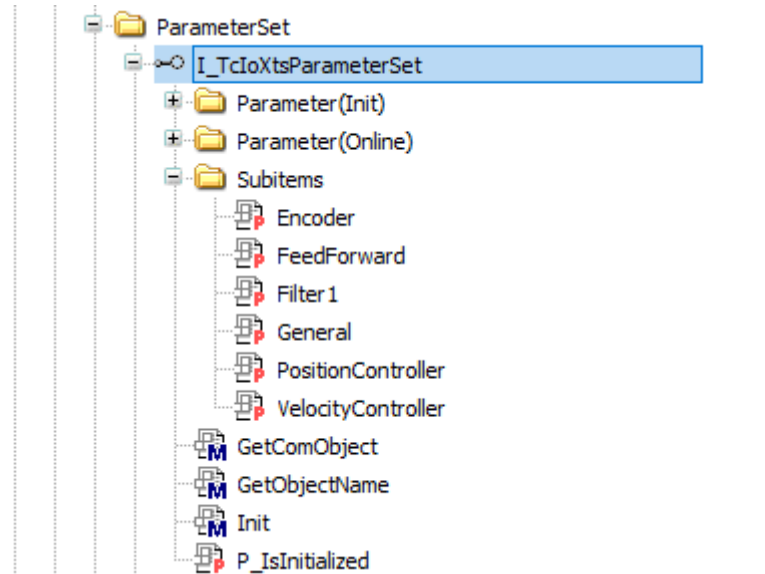 ParameterSet
I_TcIoXtsParameterSet
Parameter(Init)
Parameter(Online)
Subitems
Encoder
FeedForward
Filter1
General
PositionController
VelocityController
GetComObject
GetObjectName
Init
P_IsInitialized